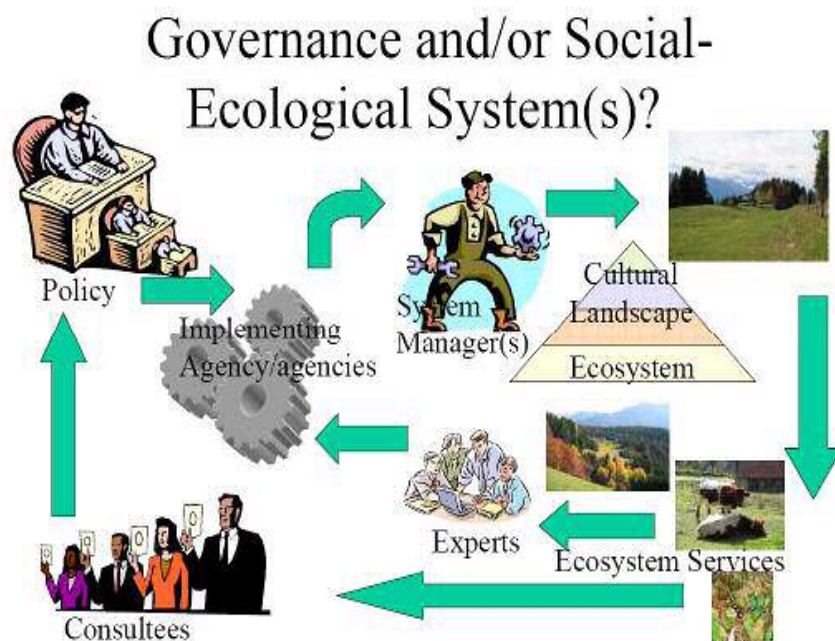 Governance and/or Social-
Ecological System(s)?
Policy
Implementing
Agency/agencies
System
Manager(s)
Cultural
Landscape
Ecosystem
Experts
Ecosystem Services
Consultees